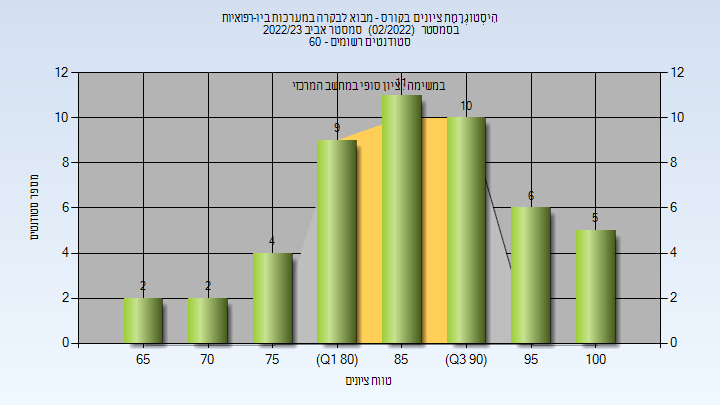 הִיסְטוֹגְרָמַת ציונים בקורס - מבוא לבקרה במערכות ביו-רפואיות
בסמסטר (02/2022) סמסטר אביב 2022/23
סטודנטים רשומים - 60
במשימה: ציון סופי במחשב המרכזי
12 12
10 10
8 8
6 6
4 4
2 2
0 0
2 2 4 9 11 10 6 5
מספר סטודנטים
65 70 75 (Q1 80) 85 (Q3 90) 95 100
טווח ציונים